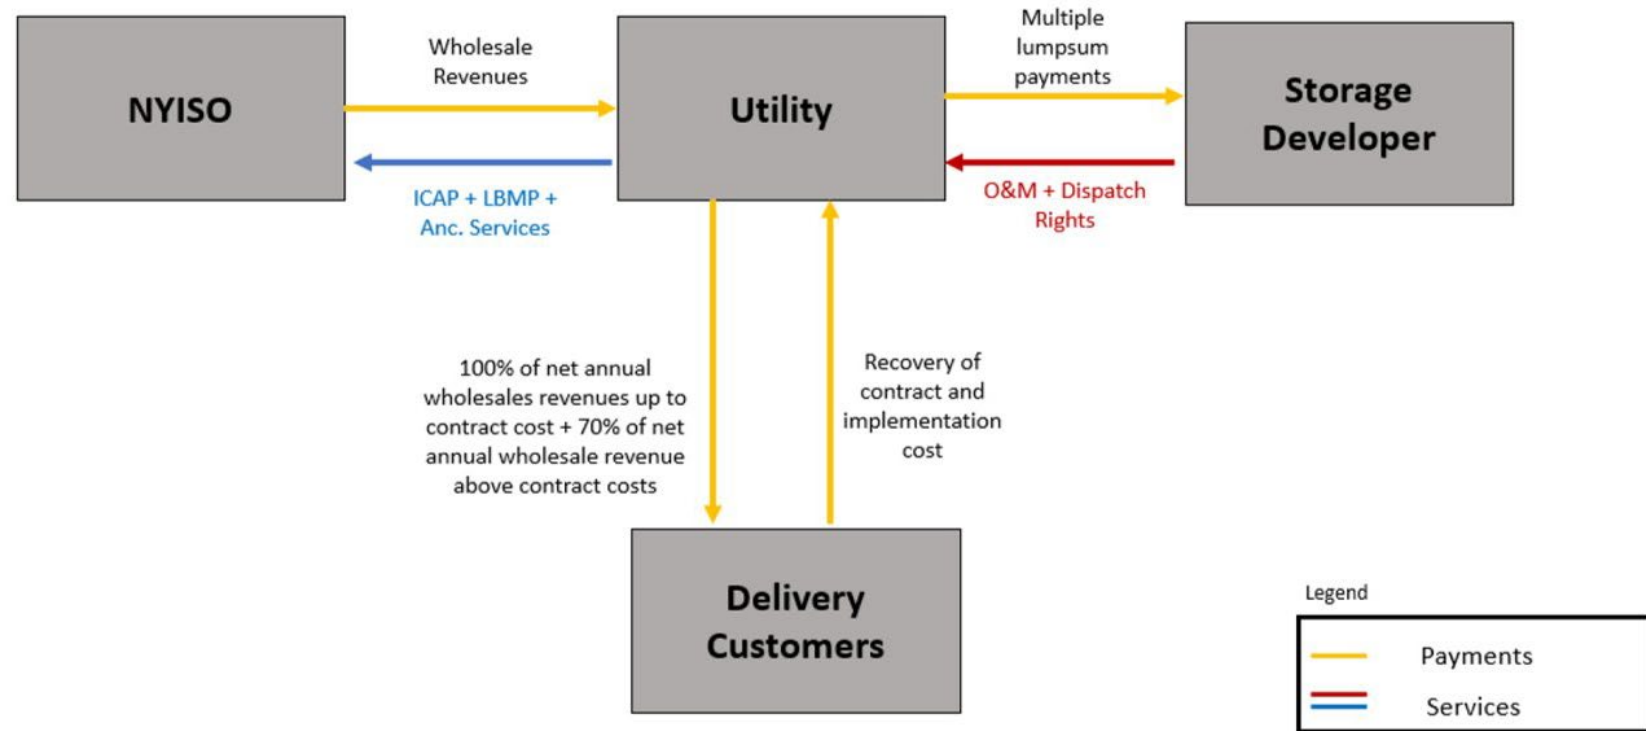 NYISO
Wholesale
Revenues
ICAP + LBMP +
Anc. Services
Utility
Multiple
lumpsum
payments
O&M + Dispatch
Rights
Storage
Developer
100% of net annual
wholesales revenues up to
contract cost + 70% of net
annual wholesale revenue
above contract costs
Recovery of
contract and
implementation
cost
Delivery
Customers
Legend
Payments
Services